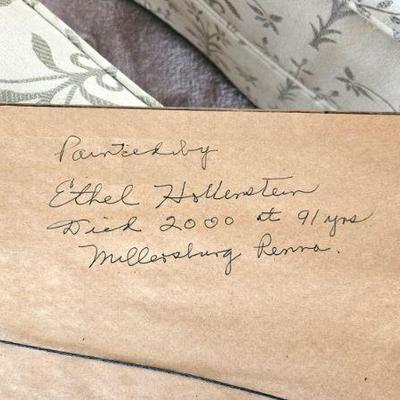 Painted by
Ethel Hollenstein
Died 2000 at 91 yrs
Millersburg Penna.